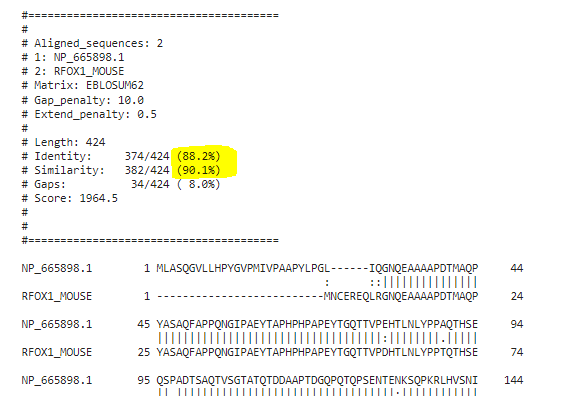 #=======================================
#
# Aligned_sequences: 2
# 1: NP_665898.1
# 2: RFOX1_MOUSE
# Matrix: EBLOSUM62
# Gap_penalty: 10.0
# Extend_penalty: 0.5
#
# Length: 424
# Identity: 374/424 (88.2%)
# Similarity: 382/424 (90.1%)
# Gaps: 34/424 ( 8.0%)
# Score: 1964.5
#
#
#=======================================
NP_665898.1 1 MLASQGVLLHPYGVPMIVPAAPYLPGL------IQGNQEAAAAPDTMAQP 44
: ::|||||||||||||||
RFOX1_MOUSE 1 --------------------------MNCEREQLRGNQEAAAAPDTMAQP 24
NP_665898.1 45 YASAQFAPPQNGIPAEYTAPHPHPAPEYTGQTTVPEHTLNLYPPAQTHSE 94
|||||||||||||||||||||||||||||||||||:||||||||.|||||
RFOX1_MOUSE 25 YASAQFAPPQNGIPAEYTAPHPHPAPEYTGQTTVPDHTLNLYPPTQTHSE 74
NP_665898.1 95 QSPADTSAQTVSGTATQTDDAAPTDGQPQTQPSENTENKSQPKRLHVSNI 144
|| ||||||||||||||||||||||||||||||||||.||||||||||||